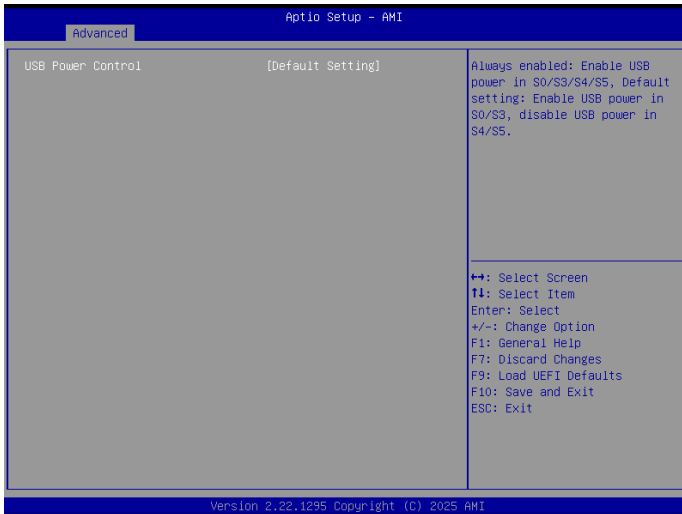 Aptio Setup – AMI
Advanced
USB Power Control [Default Setting]
Always enabled: Enable USB
power in S0/S3/S4/S5, Default
setting: Enable USB power in
S0/S3, disable USB power in
S4/S5.
↔: Select Screen
↑↓: Select Item
Enter: Select
+/-: Change Option
F1: General Help
F7: Discard Changes
F9: Load UEFI Defaults
F10: Save and Exit
ESC: Exit
Version 2.22.1295 Copyright (C) 2025 AMI